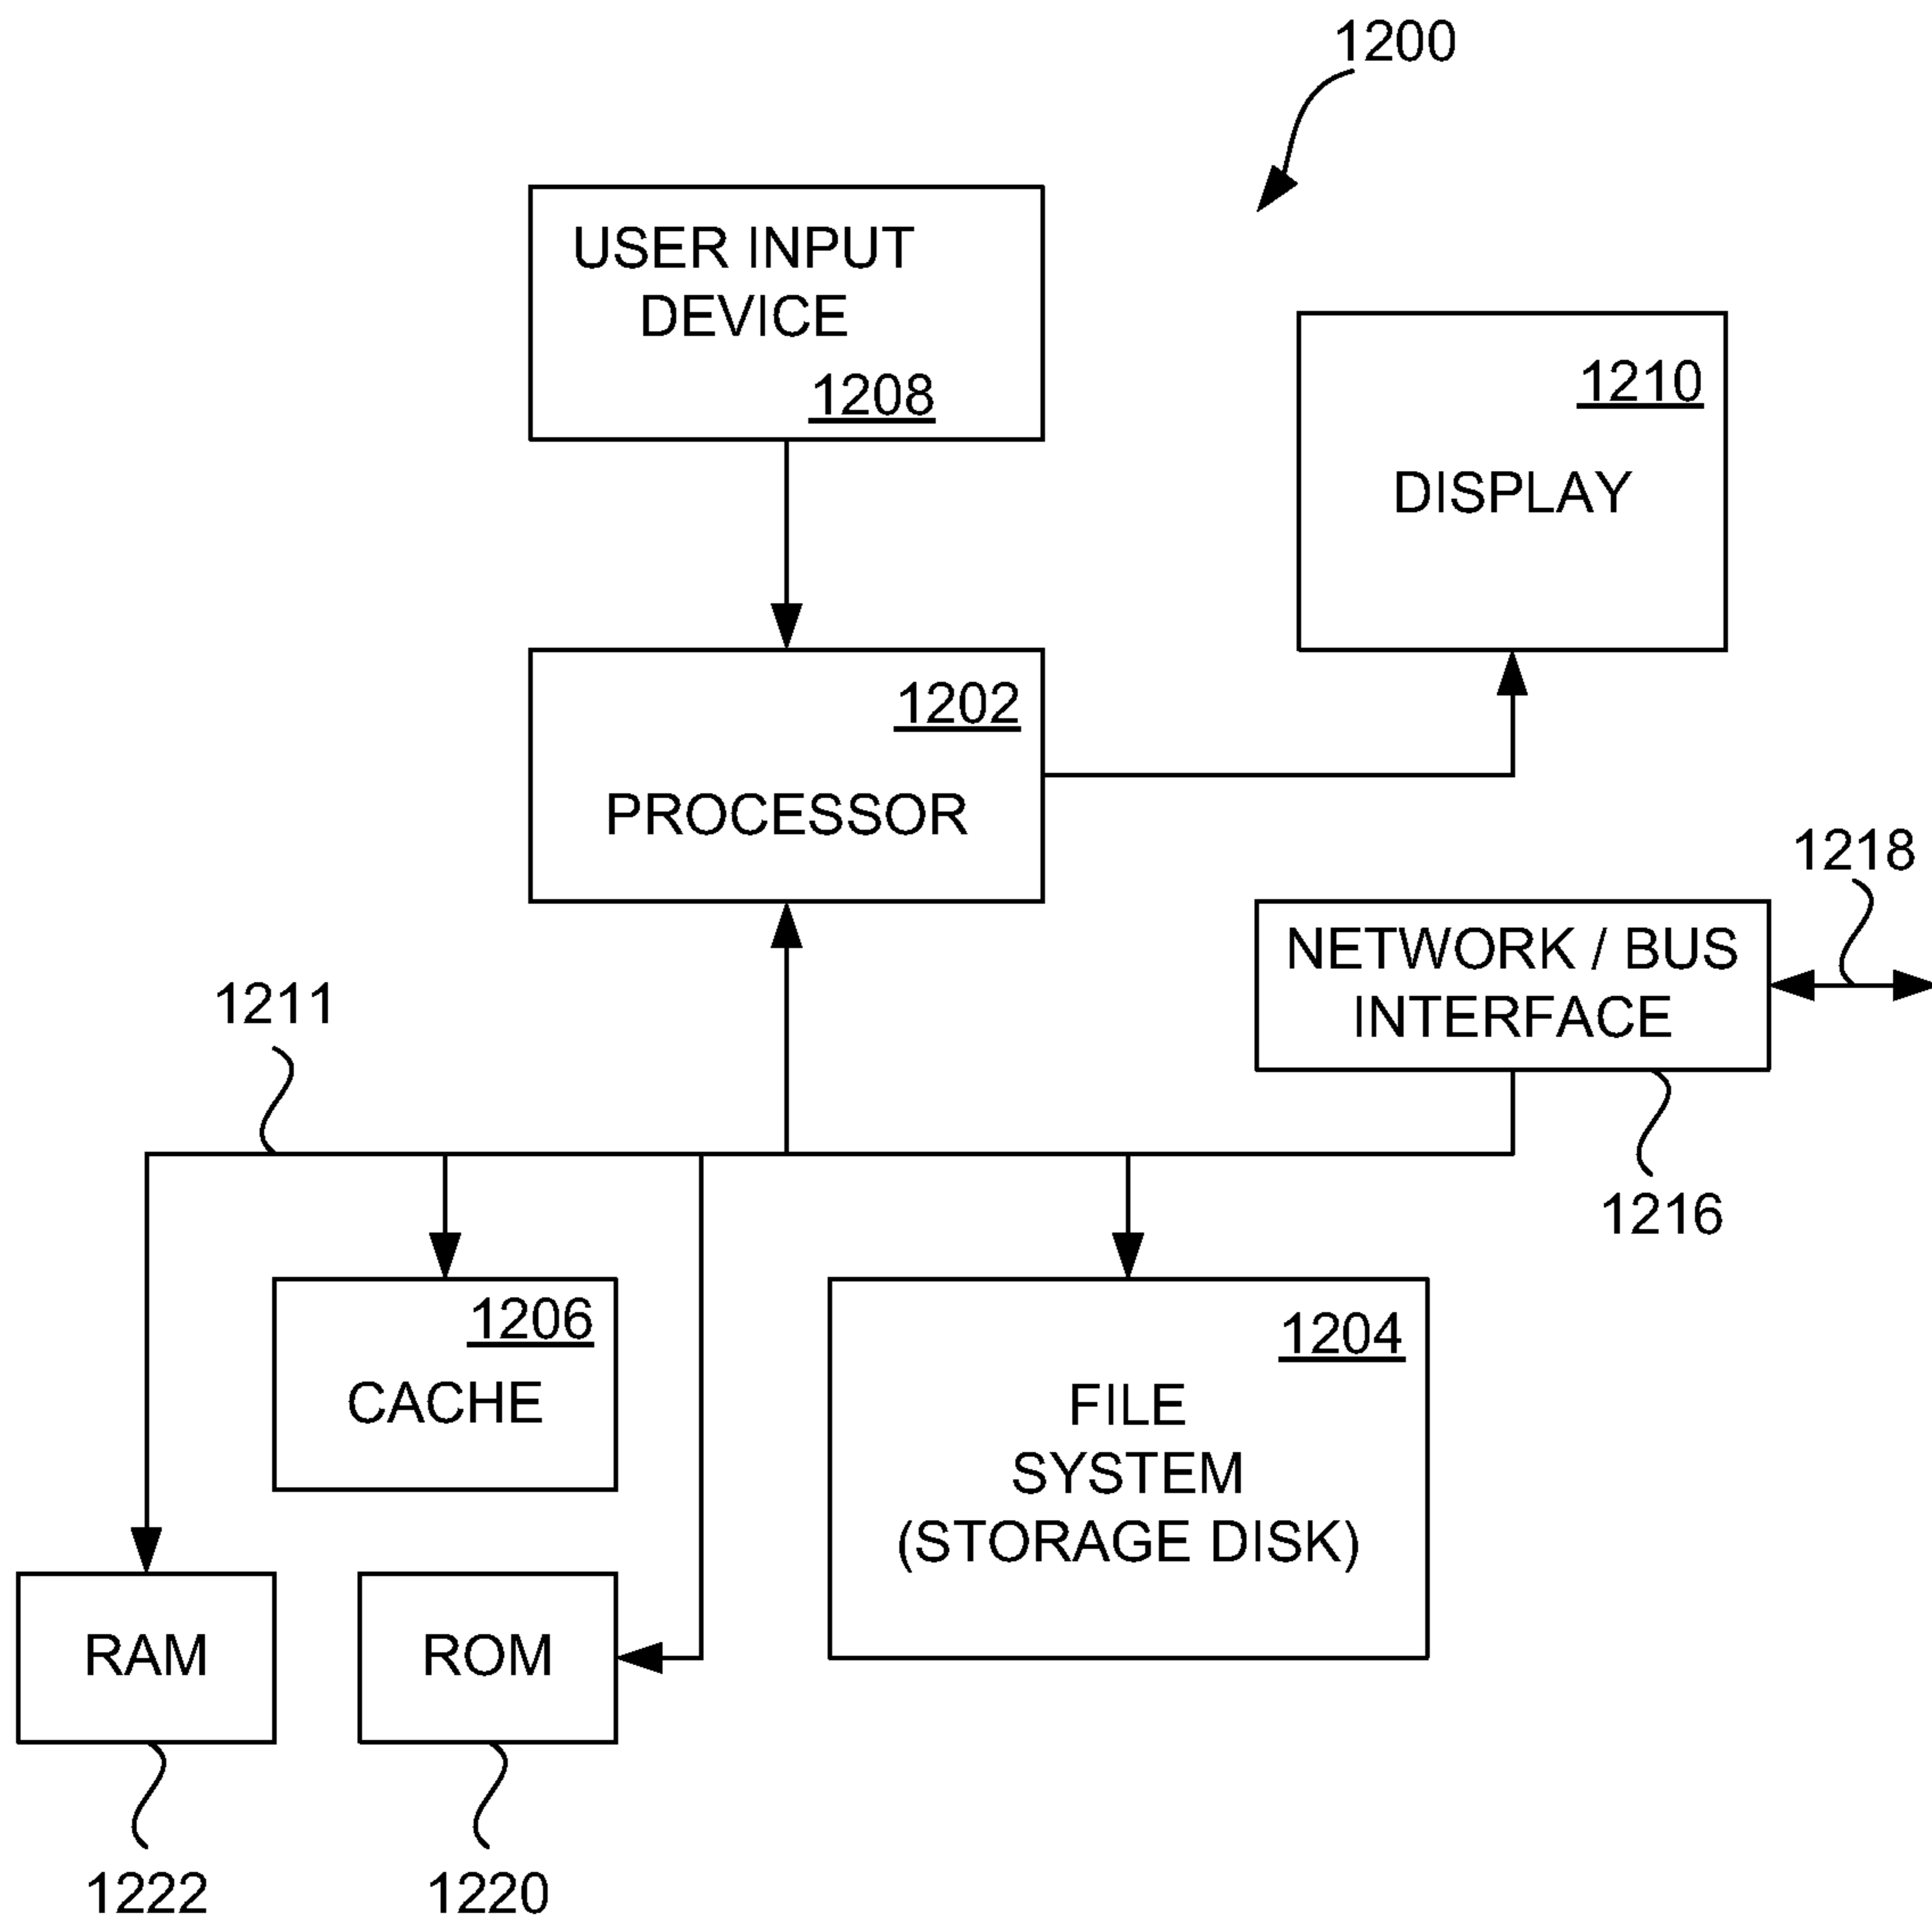 1200
USER INPUT
DEVICE
1208
1210
DISPLAY
1202
PROCESSOR
1218
NETWORK / BUS
INTERFACE
1211
1216
1206
CACHE
1204
FILE
SYSTEM
(STORAGE DISK)
RAM
ROM
1222
1220